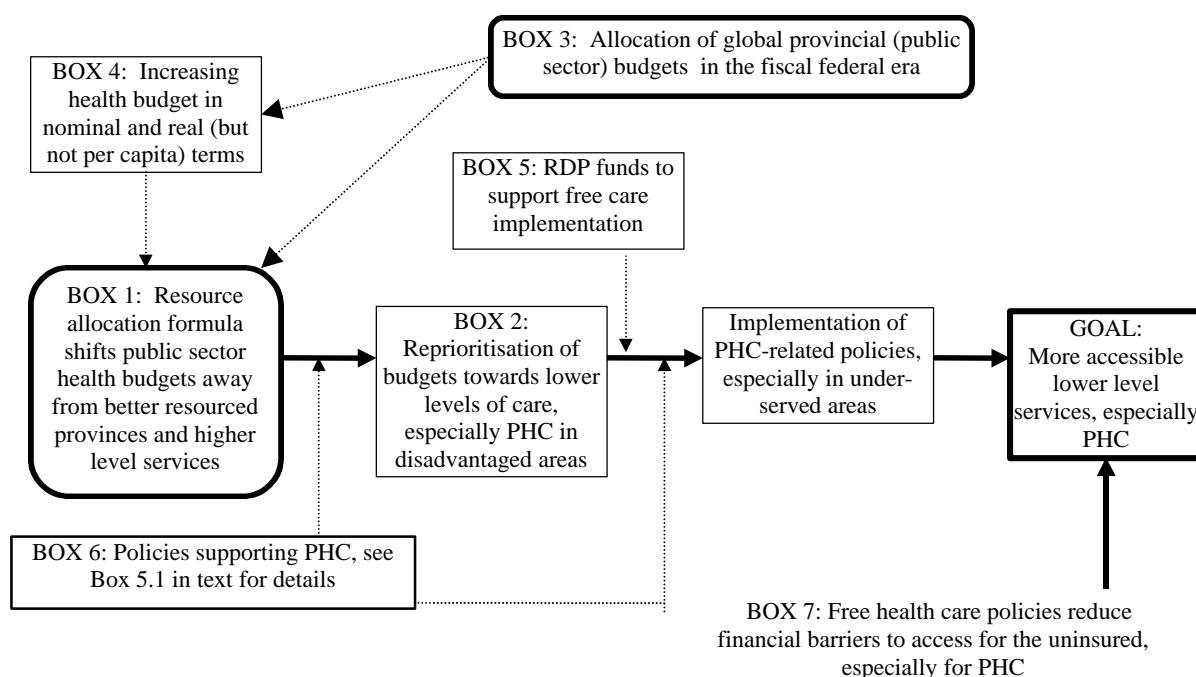 BOX 3:  Allocation of global provincial (public
sector) budgets  in the fiscal federal era
BOX 4:  Increasing
health budget in
nominal and real (but
not per capita) terms
BOX 5: RDP funds to
support free care
implementation
BOX 1:  Resource
allocation formula
shifts public sector
health budgets away
from better resourced
provinces and higher
level services
BOX 2:
Reprioritisation of
budgets towards lower
levels of care,
especially PHC in
disadvantaged areas
Implementation of
PHC-related policies,
especially in under-
served areas
GOAL:
More accessible
lower level
services, especially
PHC
BOX 6: Policies supporting PHC, see
Box 5.1 in text for details
BOX 7: Free health care policies reduce
financial barriers to access for the uninsured,
especially for PHC